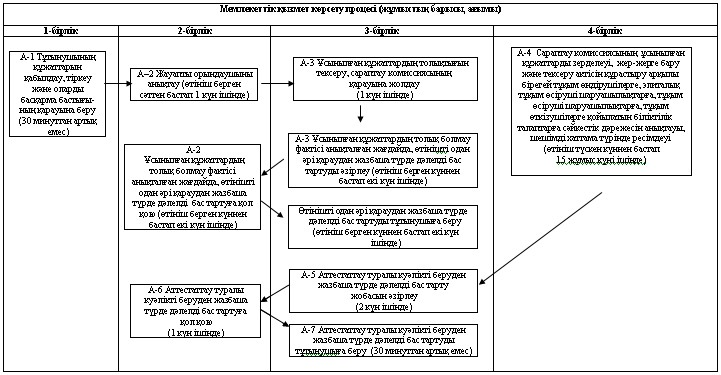 Мемлекеттік қызмет көрсету процесі (жұмыстың барысы, ағымы)
1-бірлік
2-бірлік
3-бірлік
4-бірлік
А-1 Тұтынушының
құжаттарын
қабылдау, тіркеу
және оларды
басқарма бастығы-
ның қарауына беру
(30 минуттан артық
емес)
А–2 Жауапты орындаушыны
анықтау (өтініш берген
сәттен бастап 1 күн ішінде)
А-3 Ұсынылған құжаттардың толықтығын
тексеру, сараптау комиссиясының
қарауына жолдау
(1 күн ішінде)
А-4 Сараптау комиссиясының ұсынылған
құжаттарды зерделеуі, жер-жерге бару
және тексеру актісін құрастыру арқылы
бірегей тұқым өндірушілерге, элиталық
тұқым өсіруші шаруашылықтарға, тұқым
өсіруші шаруашылықтарға, тұқым
өткізушілерге қойылатын біліктілік
талаптарға сәйкестік дәрежесін анықтауы,
шешімді хаттама түрінде ресімдеуі
(өтініш түскен күннен бастап
15 жұмыс күні ішінде)
А-3 Ұсынылған құжаттардың толық болмау
фактісі анықталған жағдайда, өтінішті одан
әрі қараудан жазбаша түрде дәлелді бас
тартуды әзірлеу (өтініш берген күннен
бастап екі күн ішінде)
А-2
Ұсынылған құжаттардың
толық болмау фактісі
анықталған жағдайда, өтінішті
одан әрі қараудан жазбаша
түрде дәлелді бас тартуға қол
қою (өтініш берген күннен
бастап екі күн ішінде)
Өтінішті одан әрі қараудан жазбаша түрде
дәлелді бас тартуды тұтынушыға беру
(өтініш берген күннен бастап екі күн
ішінде)
А-5 Аттестаттау туралы куәлікті беруден
жазбаша түрде дәлелді бас тарту
жобасын әзірлеу
(2 күн ішінде)
А-6 Аттестаттау туралы
куәлікті беруден жазбаша
түрде дәлелді бас тартуға
қол қою
(1 күн ішінде)
А-7 Аттестаттау туралы куәлікті беруден
жазбаша түрде дәлелді бас тартуды
тұтынушыға беру (30 минуттан артық емес)